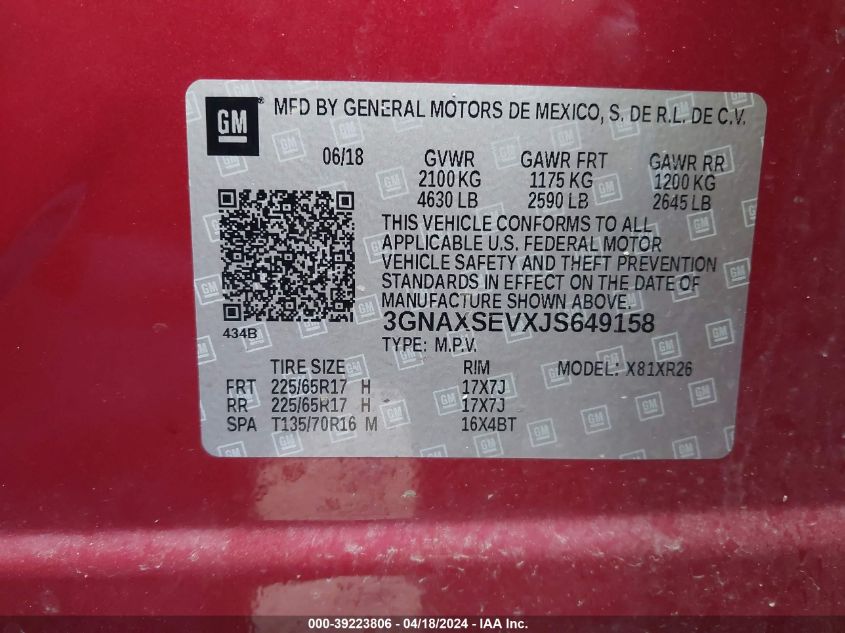 GM ® MFD BY GENERAL MOTORS DE MEXICO, S. DE R.L. DE C.V.
06/18 GVWR GAWR FRT GAWR RR
2100 KG 1175 KG 1200 KG
4630 LB 2590 LB 2645 LB
THIS VEHICLE CONFORMS TO ALL
APPLICABLE U.S. FEDERAL MOTOR
VEHICLE SAFETY AND THEFT PREVENTION
STANDARDS IN EFFECT ON THE DATE OF
MANUFACTURE SHOWN ABOVE.
3GNAXSEVXJS649158
434B
TYPE: M.P.V.
TIRE SIZE RIM MODEL: X81XR26
FRT 225/65R17 H 17X7J
RR 225/65R17 H 17X7J
SPA T135/70R16 M 16X4BT
000-39223806 - 04/18/2024 - IAA Inc.